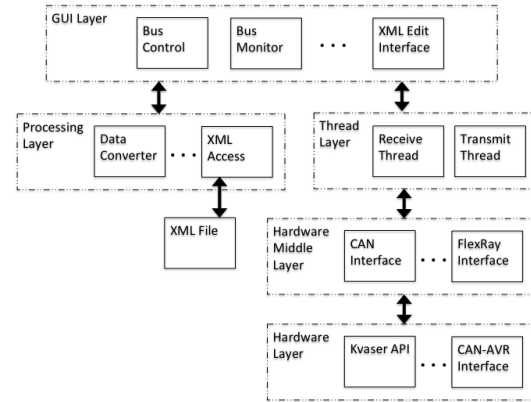 GUI Layer
Bus
Control
Bus
Monitor
XML Edit
Interface
Processing
Layer
Data
Converter
XML
Access
Thread
Layer
Receive
Thread
Transmit
Thread
XML File
Hardware
Middle
Layer
CAN
Interface
FlexRay
Interface
Hardware
Layer
Kvaser API
CAN-AVR
Interface